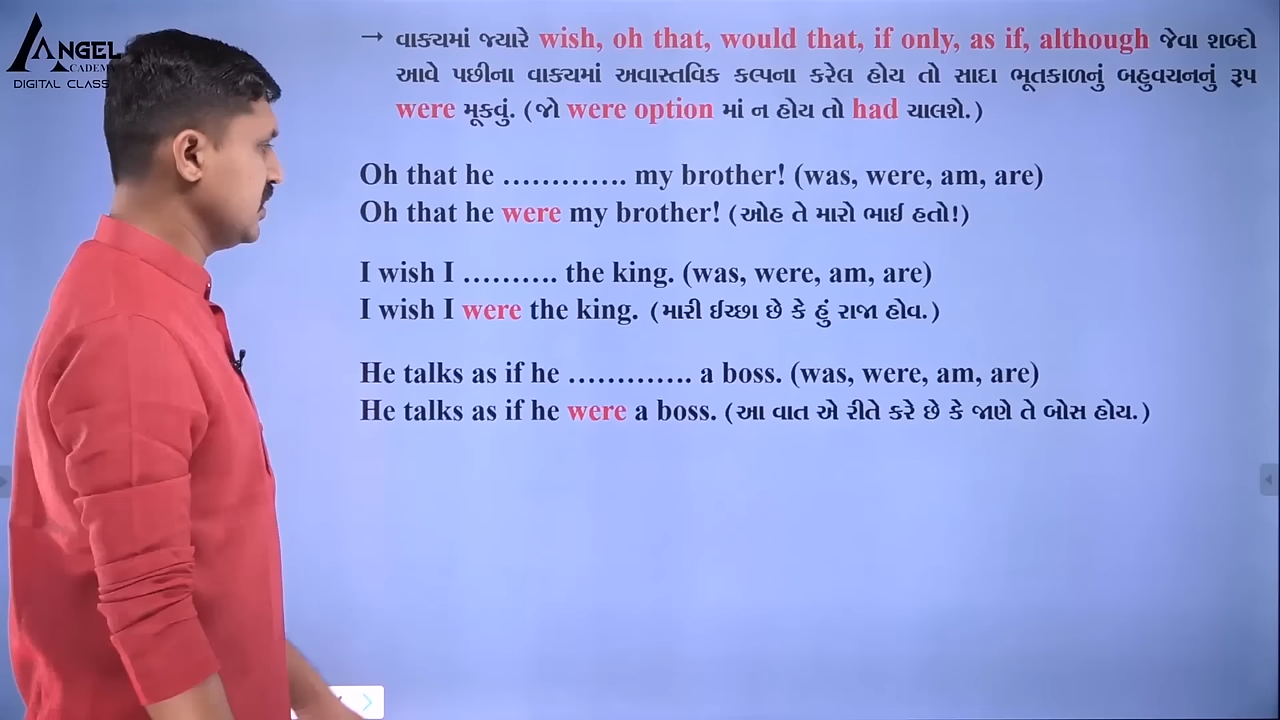 ANGEL
CADEMY
DIGITAL CLASS
→ વાક્યમાં જ્યારે wish, oh that, would that, if only, as if, although જેવા શબ્દો
આવે પછીના વાક્યમાં અવાસ્તવિક કલ્પના કરેલ હોય તો સાદા ભૂતકાળનું બહુવચનનું રૂપ
were મૂકવું. (જો were option માં ન હોય તો had ચાલશે.)
Oh that he …………. my brother! (was, were, am, are)
Oh that he were my brother! (ઓહ તે મારો ભાઈ હતો!)
I wish I ………. the king. (was, were, am, are)
I wish I were the king. (મારી ઈચ્છા છે કે હું રાજા હોવ.)
He talks as if he …………. a boss. (was, were, am, are)
He talks as if he were a boss. (આ વાત એ રીતે કરે છે કે જાણે તે બોસ હોય.)